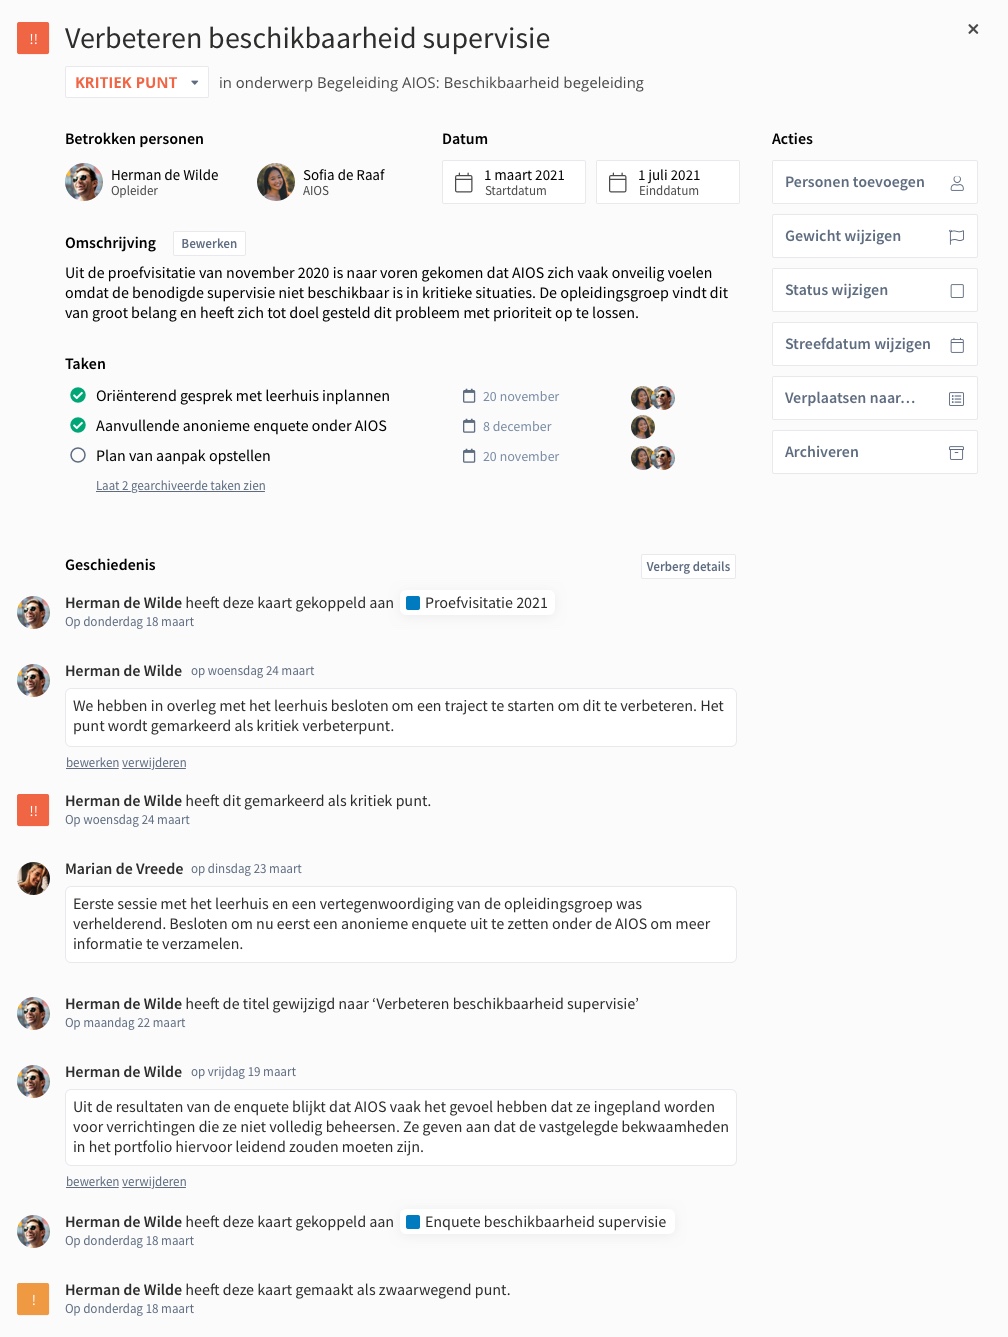 !! Verbeteren beschikbaarheid supervisie
KRITIEK PUNT in onderwerp Begeleiding AIOS: Beschikbaarheid begeleiding
Betrokken personen
Herman de Wilde
Opleider
Sofia de Raaf
AIOS
Datum
1 maart 2021
Startdatum
1 juli 2021
Einddatum
Acties
Personen toevoegen
Gewicht wijzigen
Status wijzigen
Streefdatum wijzigen
Verplaatsen naar…
Archiveren
Omschrijving Bewerken
Uit de proefvisitatie van november 2020 is naar voren gekomen dat AIOS zich vaak onveilig voelen
omdat de benodigde supervisie niet beschikbaar is in kritieke situaties. De opleidingsgroep vindt dit
van groot belang en heeft zich tot doel gesteld dit probleem met prioriteit op te lossen.
Taken
Oriënterend gesprek met leerhuis inplannen 20 november
Aanvullende anonieme enquete onder AIOS 8 december
Plan van aanpak opstellen 20 november
Laat 2 gearchiveerde taken zien
Geschiedenis Verberg details
Herman de Wilde heeft deze kaart gekoppeld aan Proefvisitatie 2021
Op donderdag 18 maart
Herman de Wilde op woensdag 24 maart
We hebben in overleg met het leerhuis besloten om een traject te starten om dit te verbeteren. Het
punt wordt gemarkeerd als kritiek verbeterpunt.
bewerken verwijderen
!! Herman de Wilde heeft dit gemarkeerd als kritiek punt.
Op woensdag 24 maart
Marian de Vreede op dinsdag 23 maart
Eerste sessie met het leerhuis en een vertegenwoordiging van de opleidingsgroep was
verhelderend. Besloten om nu eerst een anonieme enquete uit te zetten onder de AIOS om meer
informatie te verzamelen.
Herman de Wilde heeft de titel gewijzigd naar ‘Verbeteren beschikbaarheid supervisie’
Op maandag 22 maart
Herman de Wilde op vrijdag 19 maart
Uit de resultaten van de enquete blijkt dat AIOS vaak het gevoel hebben dat ze ingepland worden
voor verrichtingen die ze niet volledig beheersen. Ze geven aan dat de vastgelegde bekwaamheden
in het portfolio hiervoor leidend zouden moeten zijn.
bewerken verwijderen
Herman de Wilde heeft deze kaart gekoppeld aan Enquete beschikbaarheid supervisie
Op donderdag 18 maart
! Herman de Wilde heeft deze kaart gemaakt als zwaarwegend punt.
Op donderdag 18 maart